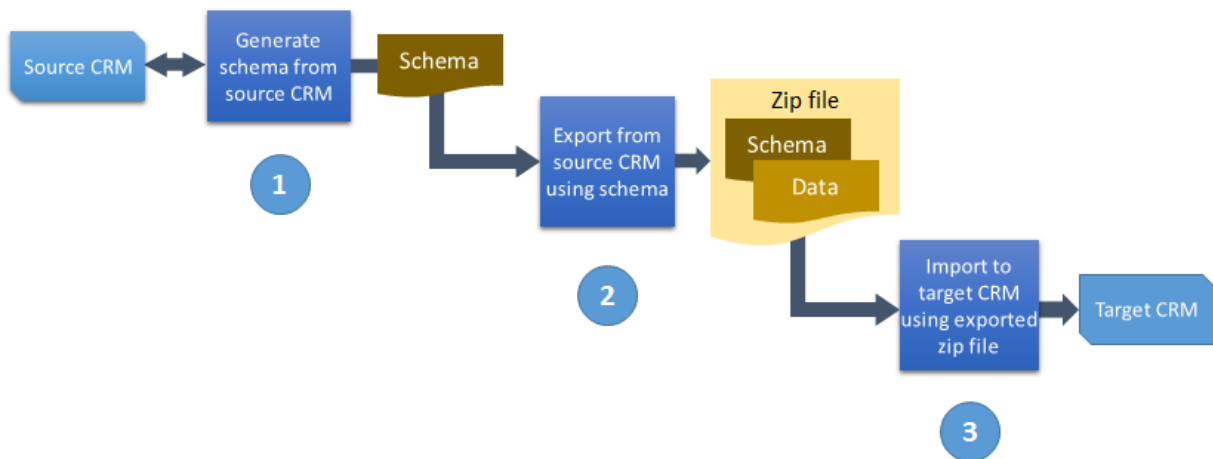 Source CRM
Generate
schema from
source CRM
Schema
1
Export from
source CRM
using schema
2
Zip file
Schema
Data
Import to
target CRM
using exported
zip file
3
Target CRM